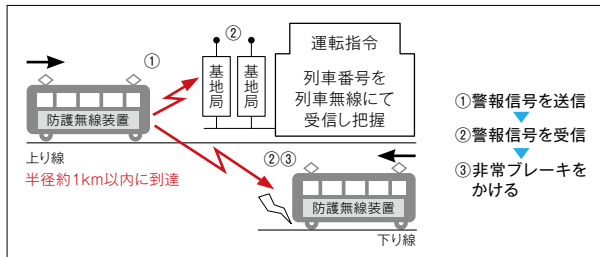 ①
防護無線装置
上り線
半径約1km以内に到達
②
基地局
基地局
運転指令
列車番号を
列車無線にて
受信し把握
②③
防護無線装置
下り線
①警報信号を送信
②警報信号を受信
③非常ブレーキを
かける